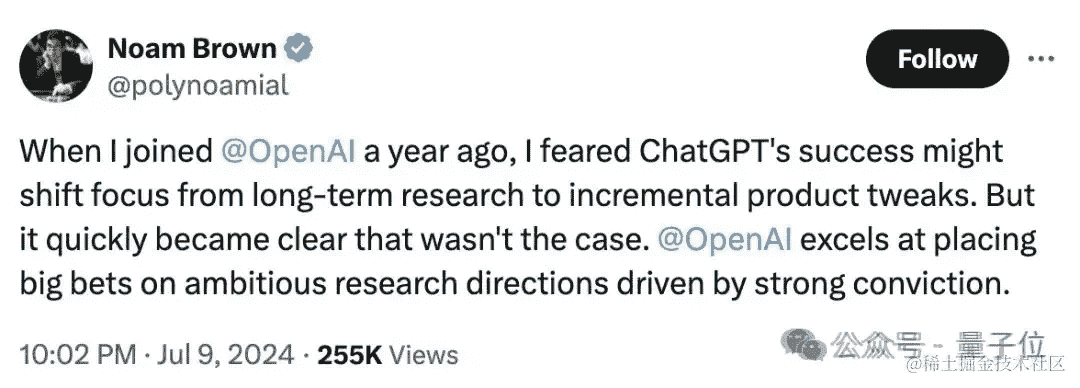 Noam Brown
@polynoamial
Follow
When I joined @OpenAI a year ago, I feared ChatGPT's success might
shift focus from long-term research to incremental product tweaks. But
it quickly became clear that wasn't the case. @OpenAI excels at placing
big bets on ambitious research directions driven by strong conviction.
10:02 PM · Jul 9, 2024 · 255K Views
公众号 · 量子位
@稀土掘金技术社区